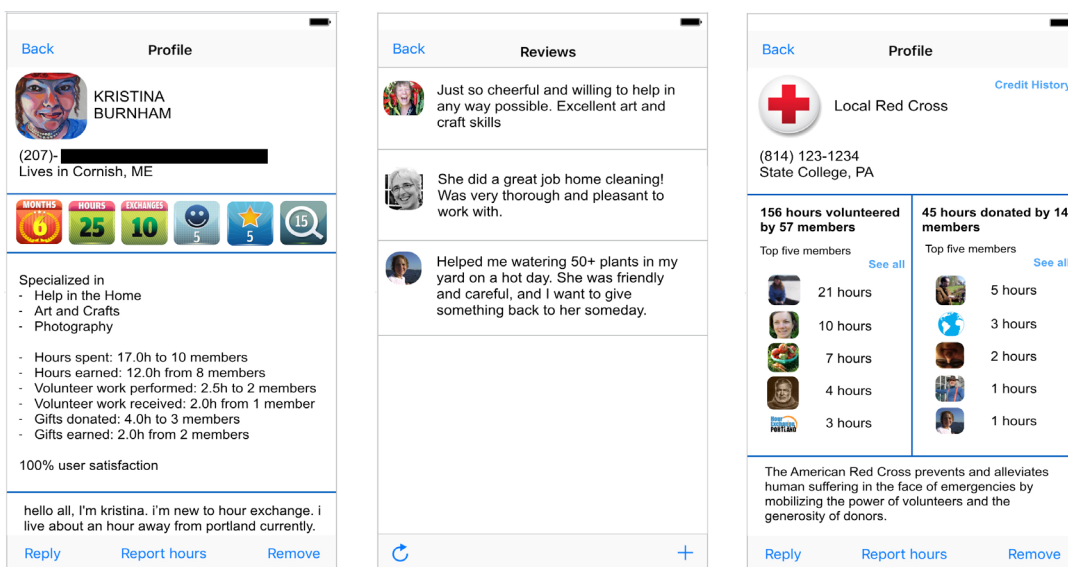 Back
Profile
KRISTINA
BURNHAM
(207)-
Lives in Cornish, ME
MONTHS
6
HOURS
25
EXCHANGES
10
5
5
15
Specialized in
- Help in the Home
- Art and Crafts
- Photography
- Hours spent: 17.0h to 10 members
- Hours earned: 12.0h from 8 members
- Volunteer work performed: 2.5h to 2 members
- Volunteer work received: 2.0h from 1 member
- Gifts donated: 4.0h to 3 members
- Gifts earned: 2.0h from 2 members
100% user satisfaction
hello all, I'm kristina. i'm new to hour exchange. i
live about an hour away from portland currently.
Reply
Report hours
Remove
Back
Reviews
Just so cheerful and willing to help in
any way possible. Excellent art and
craft skills
She did a great job home cleaning!
Was very thorough and pleasant to
work with.
Helped me watering 50+ plants in my
yard on a hot day. She was friendly
and careful, and I want to give
something back to her someday.
Back
Profile
Credit History
Local Red Cross
(814) 123-1234
State College, PA
156 hours volunteered
by 57 members
Top five members
See all
21 hours
10 hours
7 hours
4 hours
Hour
Exchange
PORTLAND
3 hours
45 hours donated by 14
members
Top five members
See all
5 hours
3 hours
2 hours
1 hours
1 hours
The American Red Cross prevents and alleviates
human suffering in the face of emergencies by
mobilizing the power of volunteers and the
generosity of donors.
Reply
Report hours
Remove